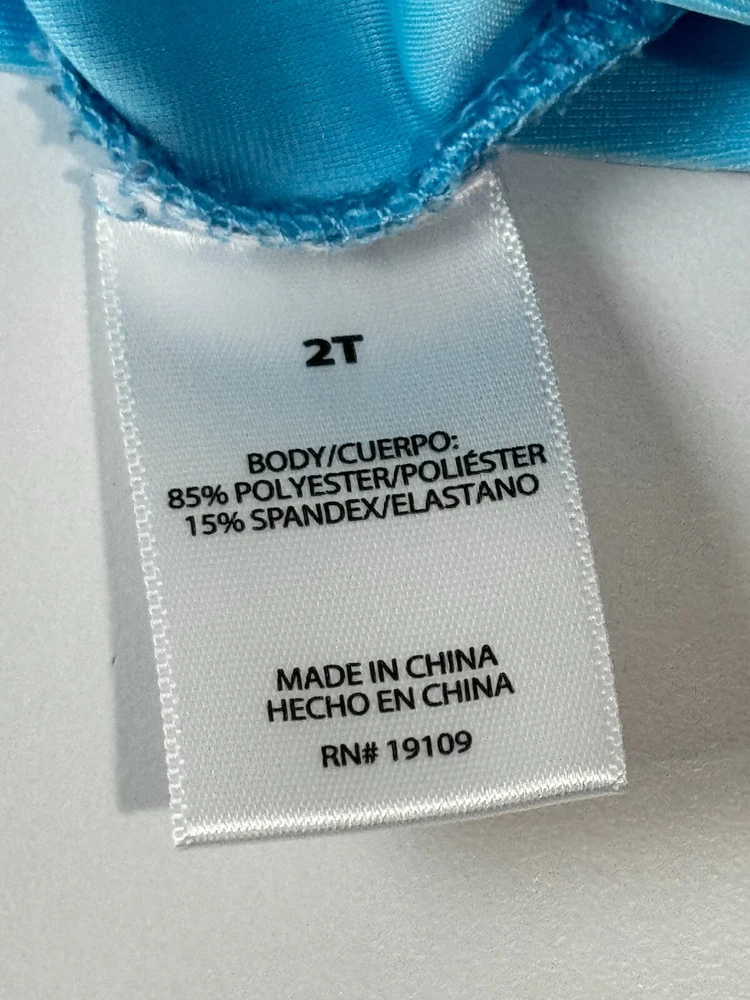 2T
BODY/CUERPO:
85% POLYESTER/POLIÉSTER
15% SPANDEX/ELASTANO
MADE IN CHINA
HECHO EN CHINA
RN# 19109